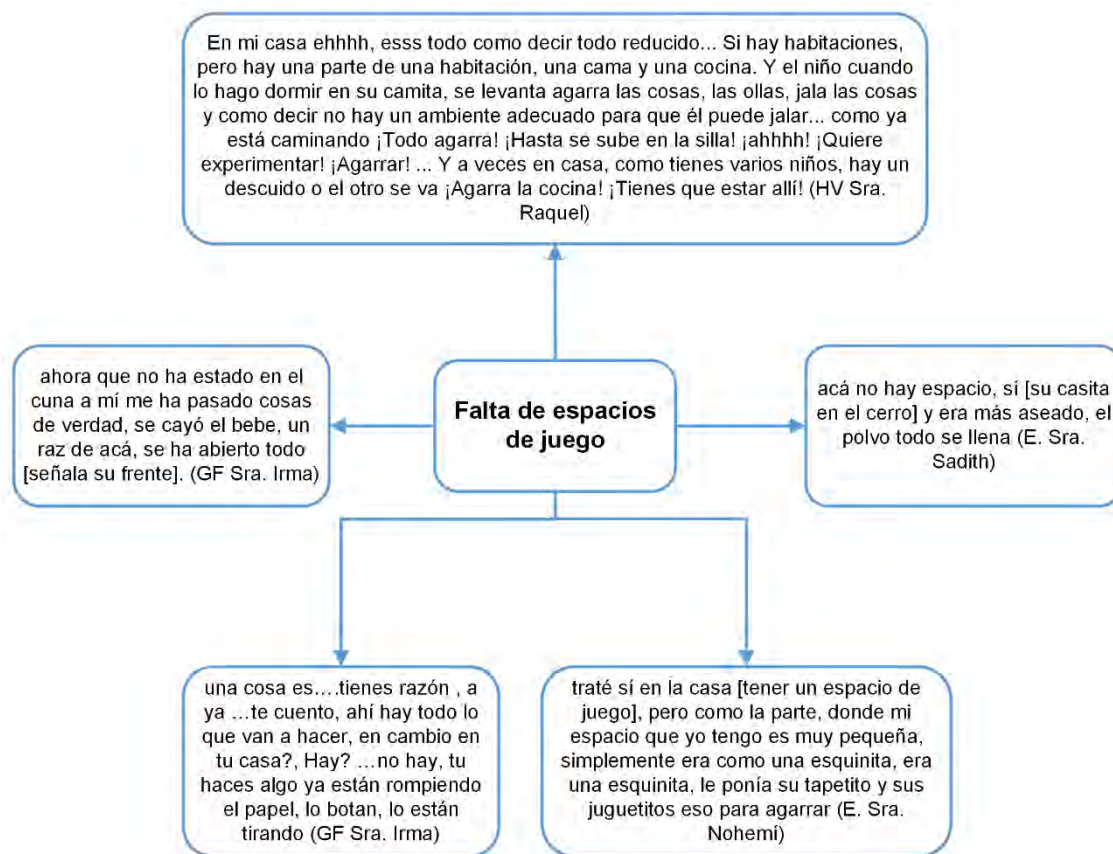 En mi casa ehhhh, esss todo como decir todo reducido... Si hay habitaciones,
pero hay una parte de una habitación, una cama y una cocina. Y el niño cuando
lo hago dormir en su camita, se levanta agarra las cosas, las ollas, jala las cosas
y como decir no hay un ambiente adecuado para que él puede jalar... como ya
está caminando ¡Todo agarra! ¡Hasta se sube en la silla! ¡ahhhh! ¡Quiere
experimentar! ¡Agarrar! ... Y a veces en casa, como tienes varios niños, hay un
descuido o el otro se va ¡Agarra la cocina! ¡Tienes que estar allí! (HV Sra.
Raquel)
ahora que no ha estado en el
cuna a mí me ha pasado cosas
de verdad, se cayó el bebe, un
raz de acá, se ha abierto todo
[señala su frente]. (GF Sra. Irma)
Falta de espacios
de juego
acá no hay espacio, sí [su casita
en el cerro] y era más aseado, el
polvo todo se llena (E. Sra.
Sadith)
una cosa es....tienes razón , a
ya ...te cuento, ahí hay todo lo
que van a hacer, en cambio en
tu casa?, Hay? ...no hay, tu
haces algo ya están rompiendo
el papel, lo botan, lo están
tirando (GF Sra. Irma)
traté sí en la casa [tener un espacio de
juego], pero como la parte, donde mi
espacio que yo tengo es muy pequeña,
simplemente era como una esquinita, era
una esquinita, le ponía su tapetito y sus
juguetitos eso para agarrar (E. Sra.
Nohemí)